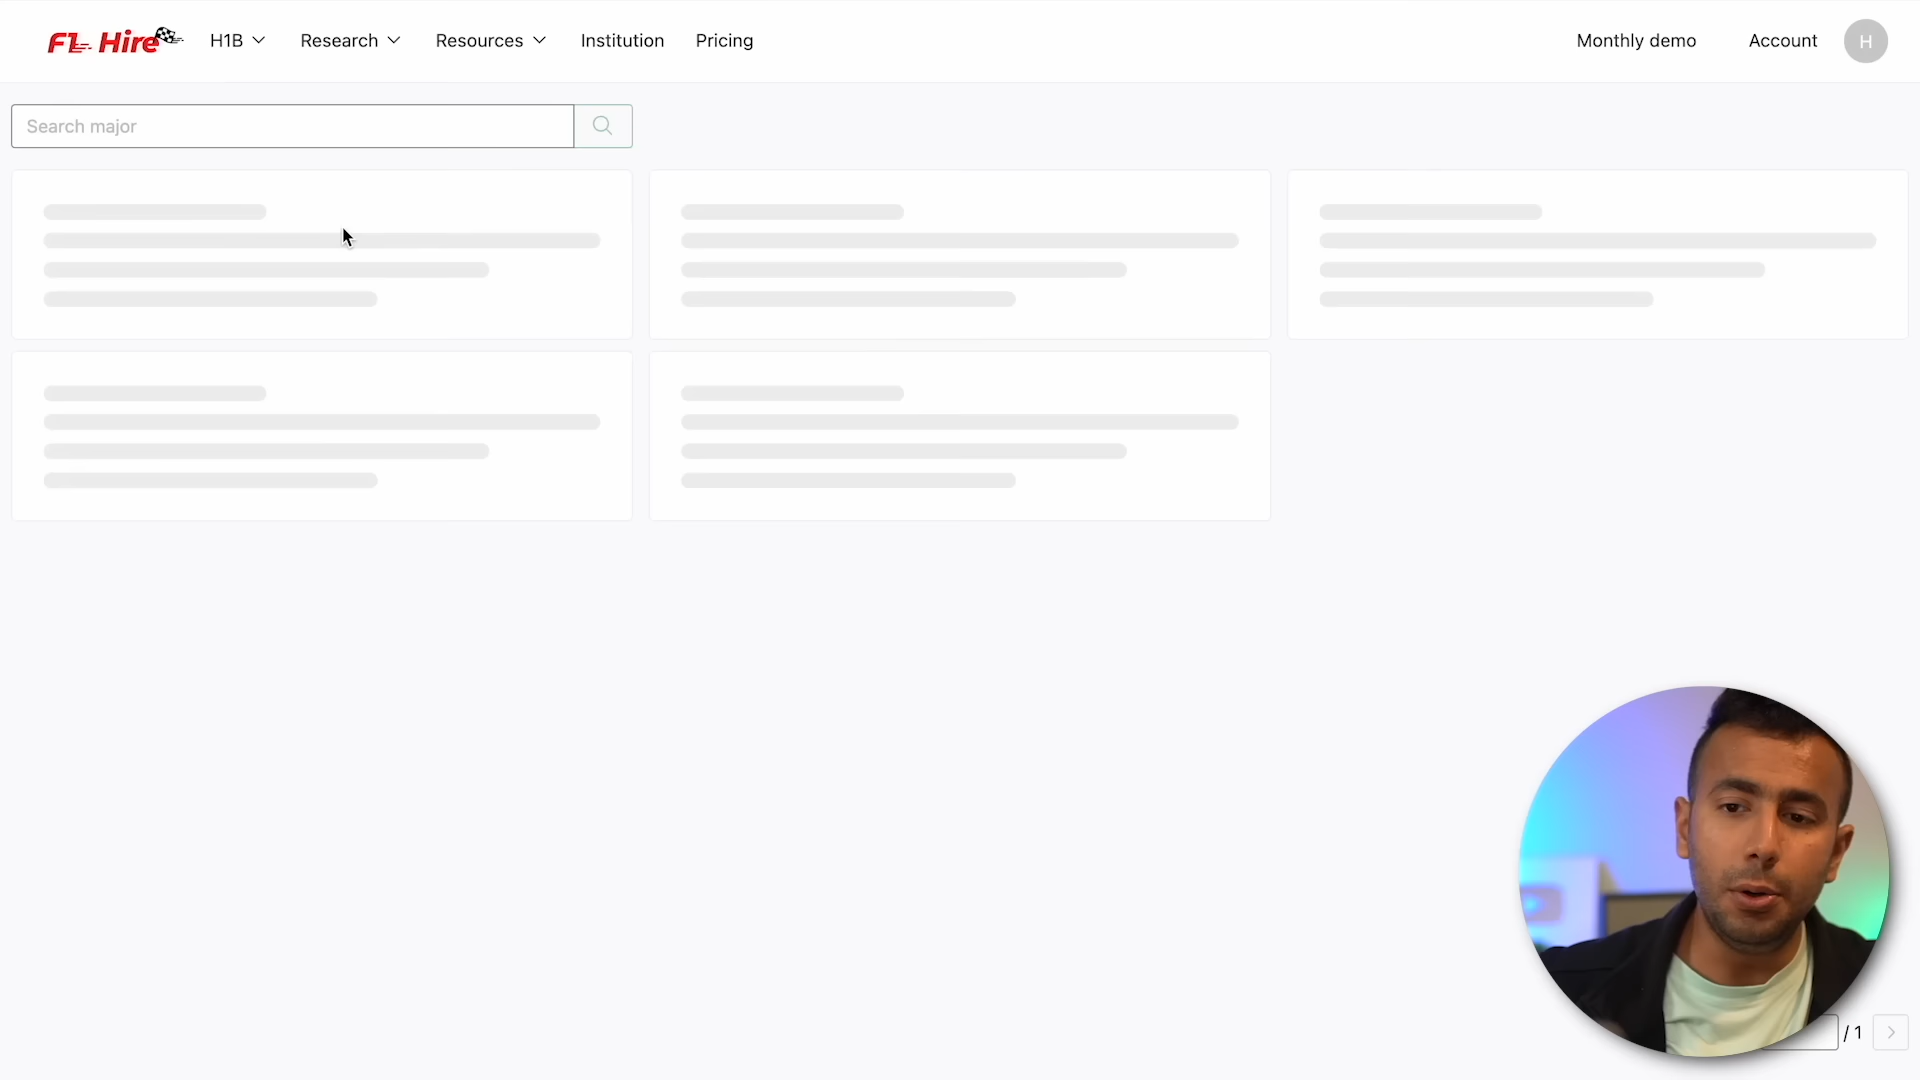 F1 Hire H1B Research Resources Institution Pricing Monthly demo Account H
Search major
/ 1